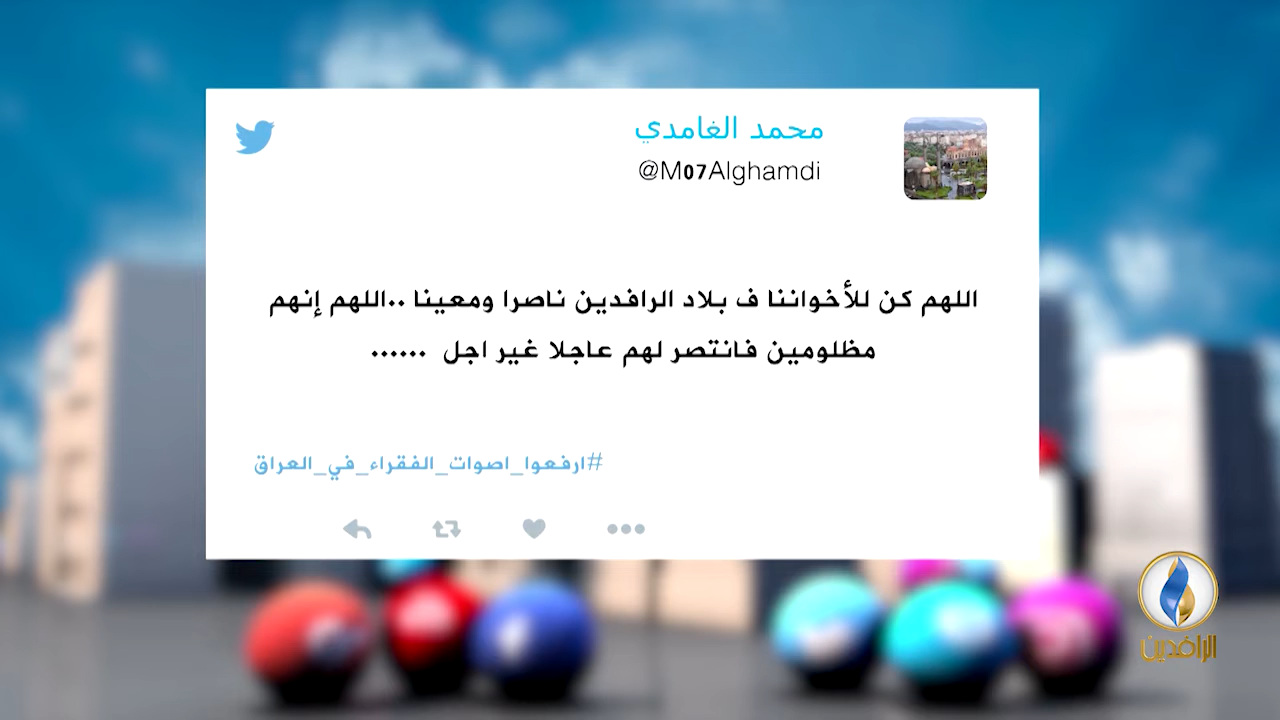 محمد الغامدي
@M07Alghamdi
اللهم كن للأخواننا ف بلاد الرافدين ناصرا ومعينا ..اللهم إنهم
مظلومين فانتصر لهم عاجلا غير اجل ......
#ارفعوا_اصوات_الفقراء_في_العراق
الرافدين